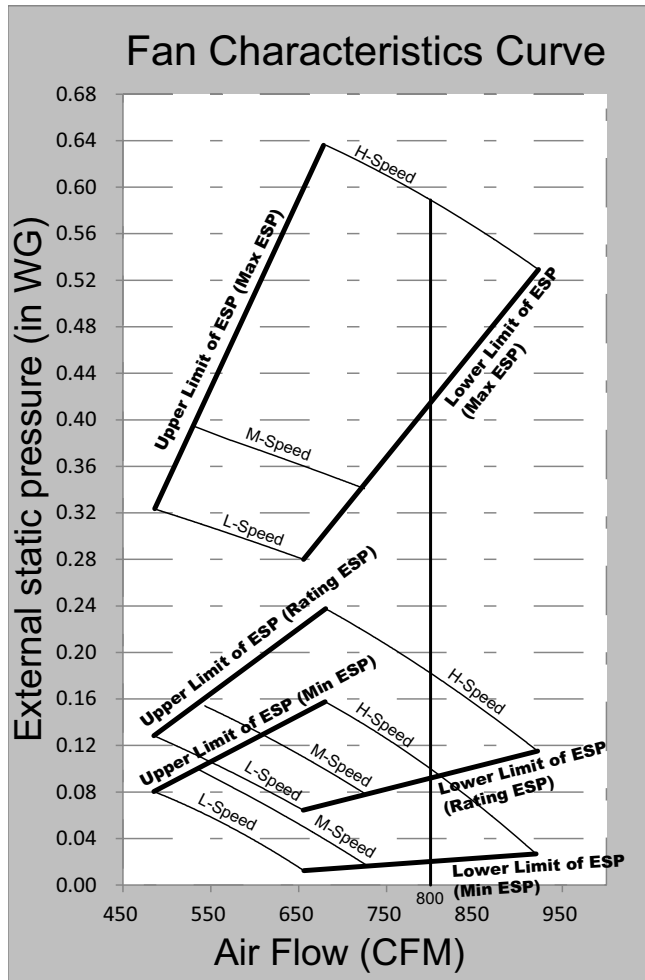 Fan Characteristics Curve
External static pressure (in WG)
0.68
0.64
0.60
0.56
0.52
0.48
0.44
0.40
0.36
0.32
0.28
0.24
0.20
0.16
0.12
0.08
0.04
0.00
H-Speed
Upper Limit of ESP (Max ESP)
Lower Limit of ESP
(Max ESP)
M-Speed
L-Speed
Upper Limit of ESP (Rating ESP)
Upper Limit of ESP (Min ESP)
H-Speed
H-Speed
M-Speed
L-Speed
Lower Limit of ESP
(Rating ESP)
L-Speed
M-Speed
Lower Limit of ESP
(Min ESP)
450
550
650
750
800
850
950
Air Flow (CFM)